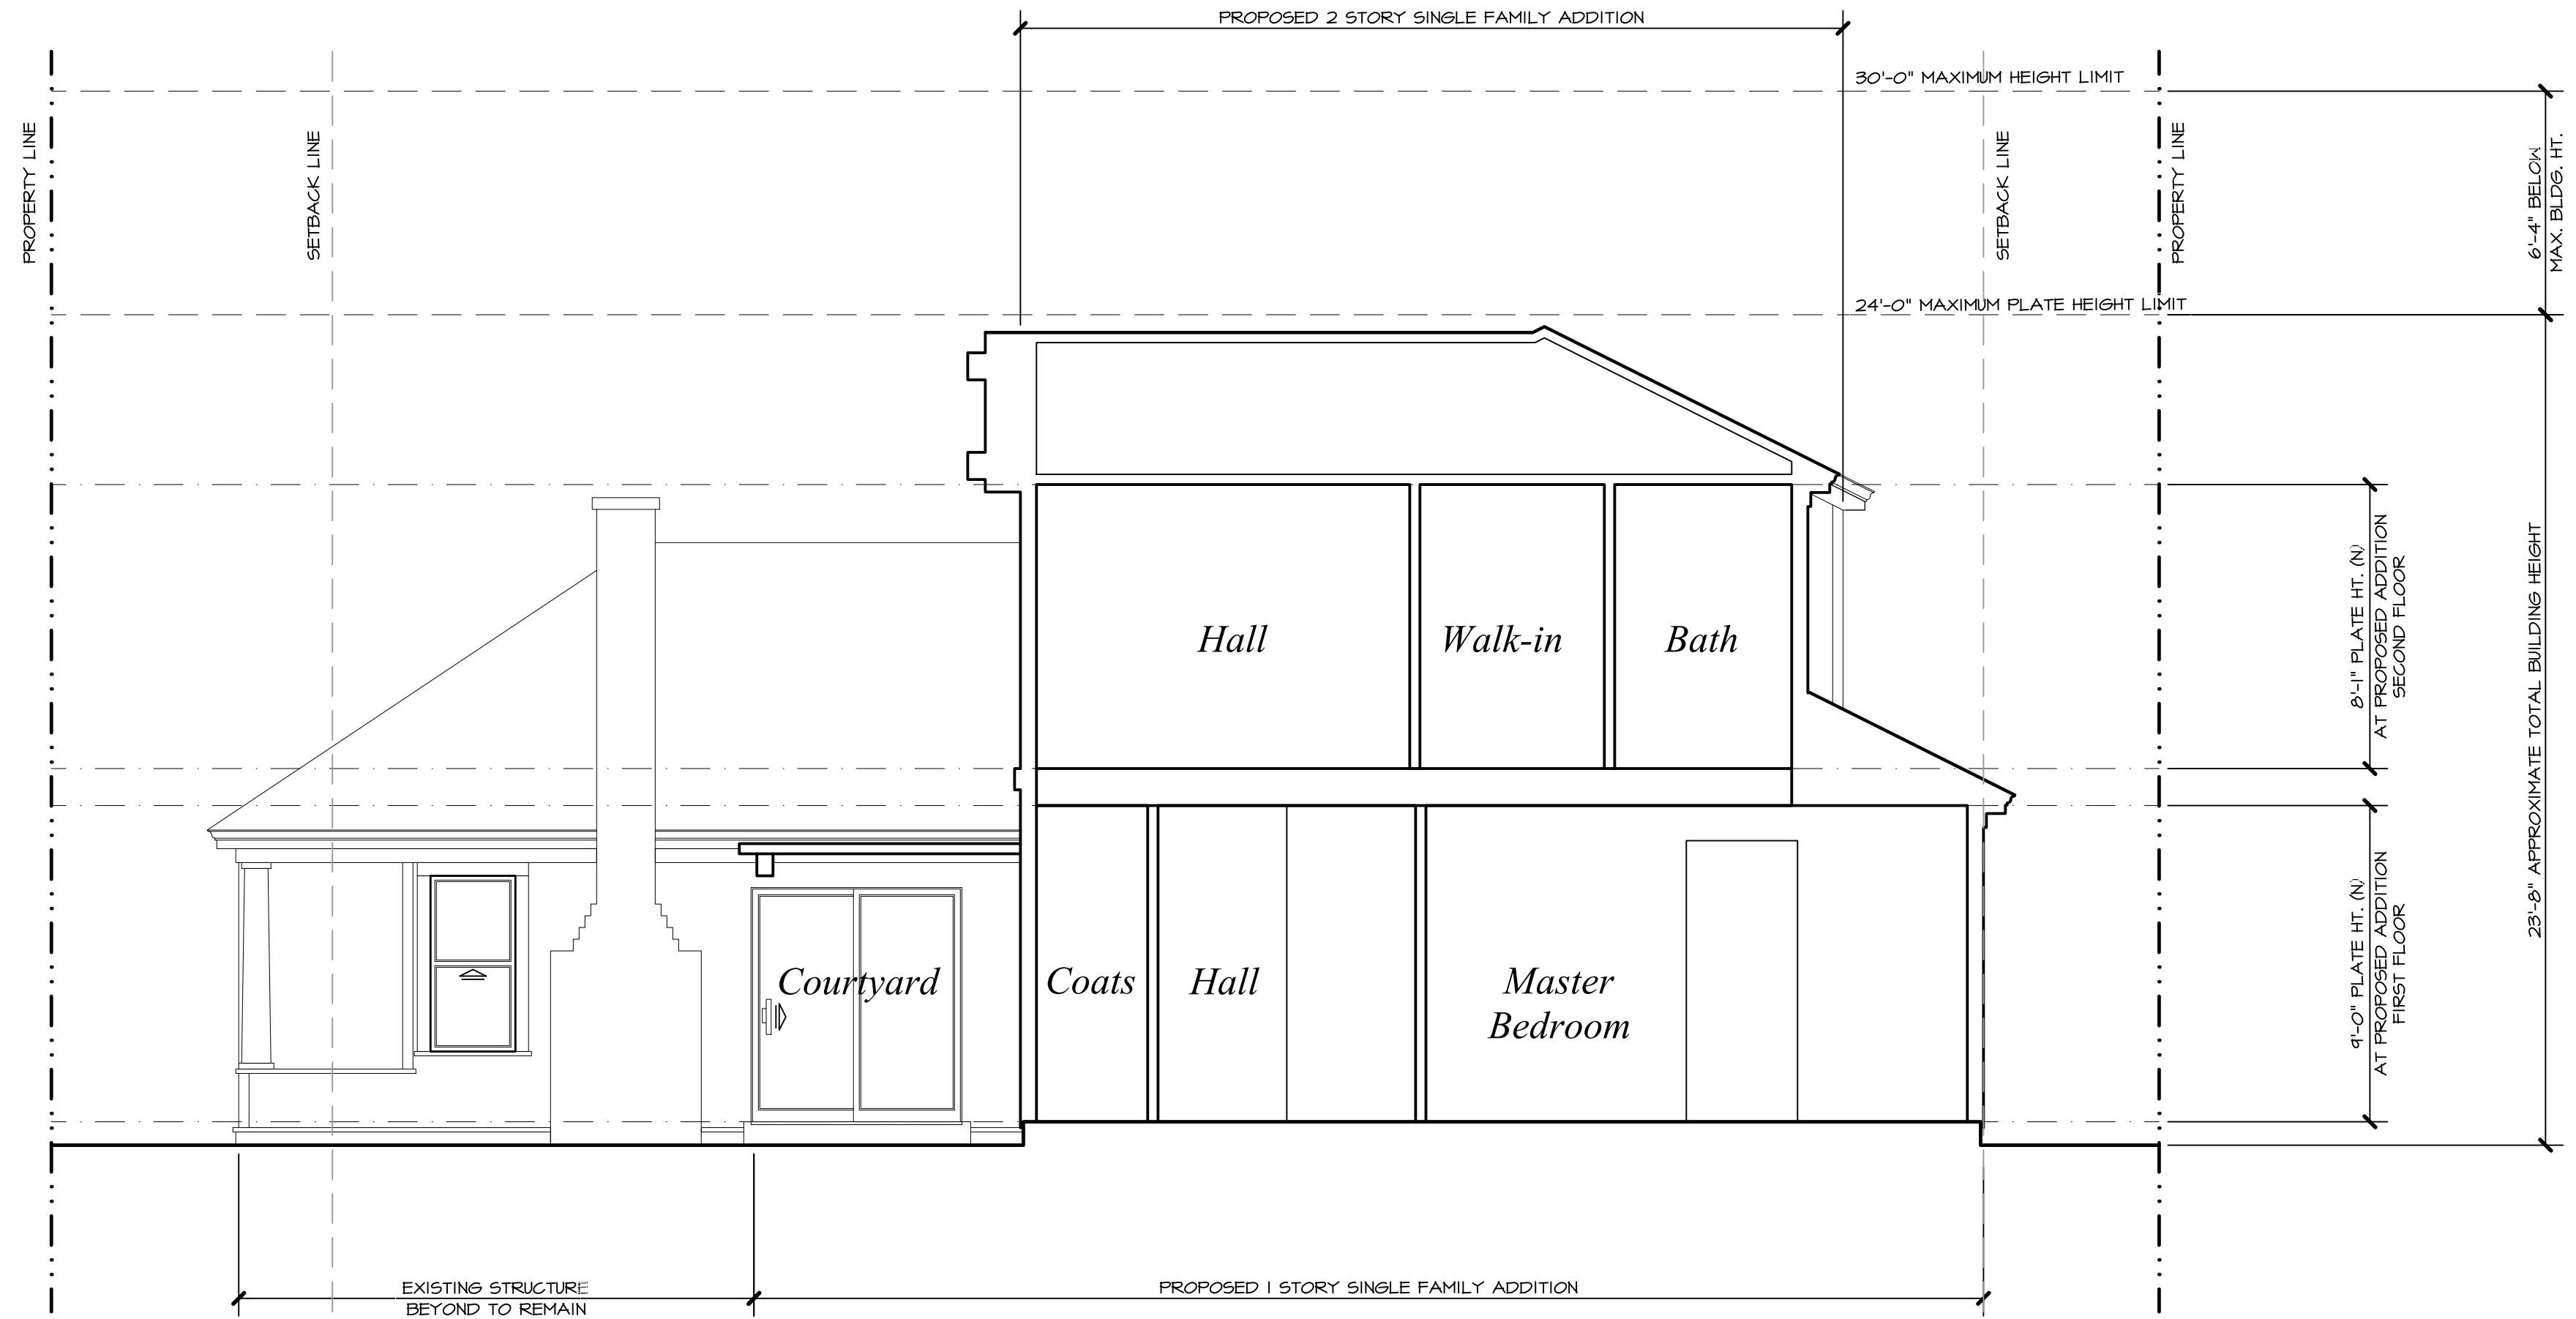 PROPOSED 2 STORY SINGLE FAMILY ADDITION
30'-0" MAXIMUM HEIGHT LIMIT
PROPERTY LINE
SETBACK LINE
SETBACK LINE
PROPERTY LINE
6'-4" BELOW
MAX. BLDG. HT.
24'-0" MAXIMUM PLATE HEIGHT LIMIT
Hall
Walk-in
Bath
8'-1" PLATE HT. (N)
AT PROPOSED ADDITION
SECOND FLOOR
23'-8" APPROXIMATE TOTAL BUILDING HEIGHT
Courtyard
Coats
Hall
Master
Bedroom
9'-0" PLATE HT. (N)
AT PROPOSED ADDITION
FIRST FLOOR
EXISTING STRUCTURE
BEYOND TO REMAIN
PROPOSED 1 STORY SINGLE FAMILY ADDITION